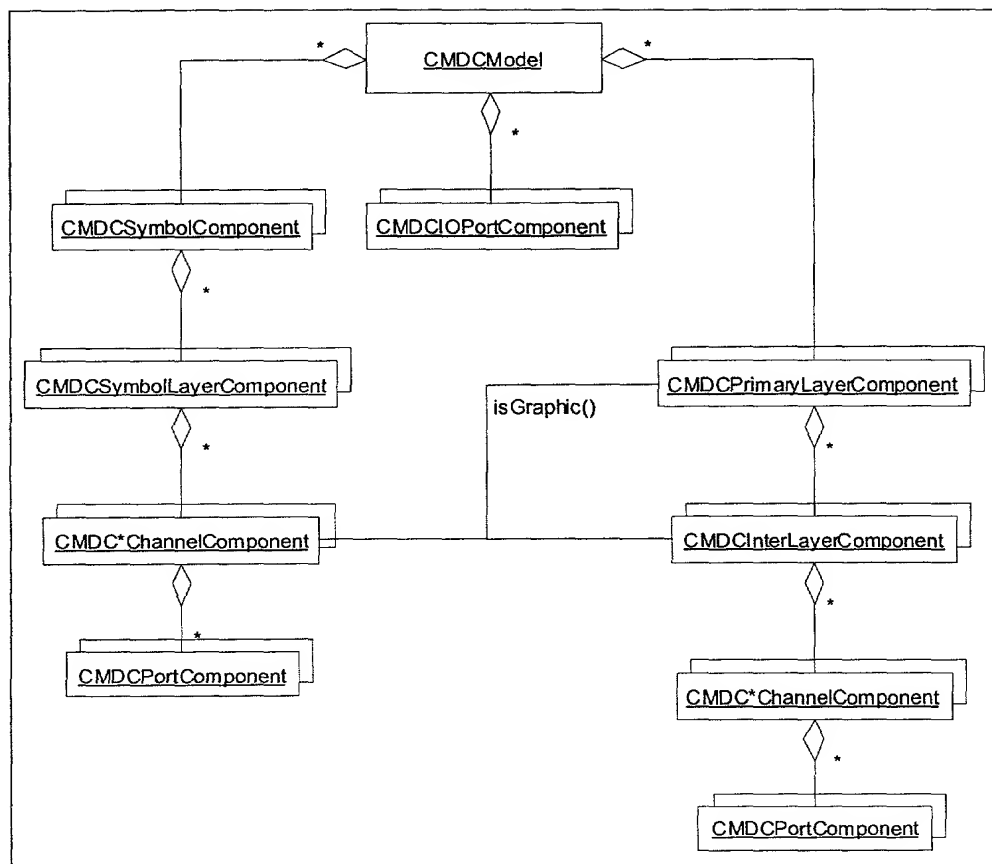 * CMDCModel *
*
CMDCSymbolComponent
CMDCIOPortComponent
*
CMDCSymbolLayerComponent
CMDCPrimaryLayerComponent
isGraphic()
*
*
CMDC*ChannelComponent
CMDCInterLayerComponent
*
*
CMDCPortComponent
CMDC*ChannelComponent
*
CMDCPortComponent